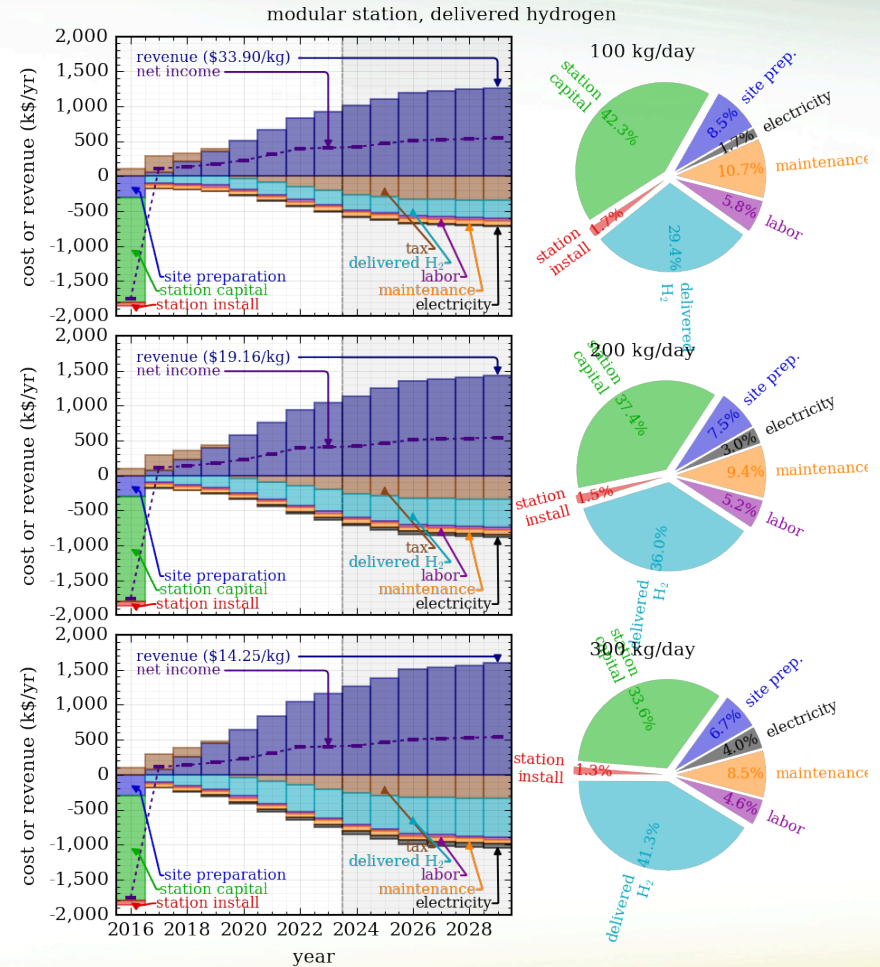 modular station, delivered hydrogen
cost or revenue (k$/yr)
2,000
1,500
1,000
500
0
-500
-1,000
-1,500
-2,000
revenue ($33.90/kg)
net income
tax
delivered H₂
labor
maintenance
electricity
site preparation
station capital
station install
100 kg/day
station
capital
42.3%
site prep.
8.5%
electricity
1.7%
maintenance
10.7%
labor
5.8%
delivered
H₂
29.4%
station
install
1.7%
cost or revenue (k$/yr)
2,000
1,500
1,000
500
0
-500
-1,000
-1,500
-2,000
revenue ($19.16/kg)
net income
tax
delivered H₂
labor
maintenance
electricity
site preparation
station capital
station install
200 kg/day
station
capital
37.4%
site prep.
7.5%
electricity
3.0%
maintenance
9.4%
labor
5.2%
delivered
H₂
36.0%
station
install
1.5%
cost or revenue (k$/yr)
2,000
1,500
1,000
500
0
-500
-1,000
-1,500
-2,000
revenue ($14.25/kg)
net income
tax
delivered H₂
labor
maintenance
electricity
site preparation
station capital
station install
2016 2018 2020 2022 2024 2026 2028
year
300 kg/day
station
capital
33.6%
site prep.
6.7%
electricity
4.0%
maintenance
8.5%
labor
4.6%
delivered
H₂
41.3%
station
install
1.3%